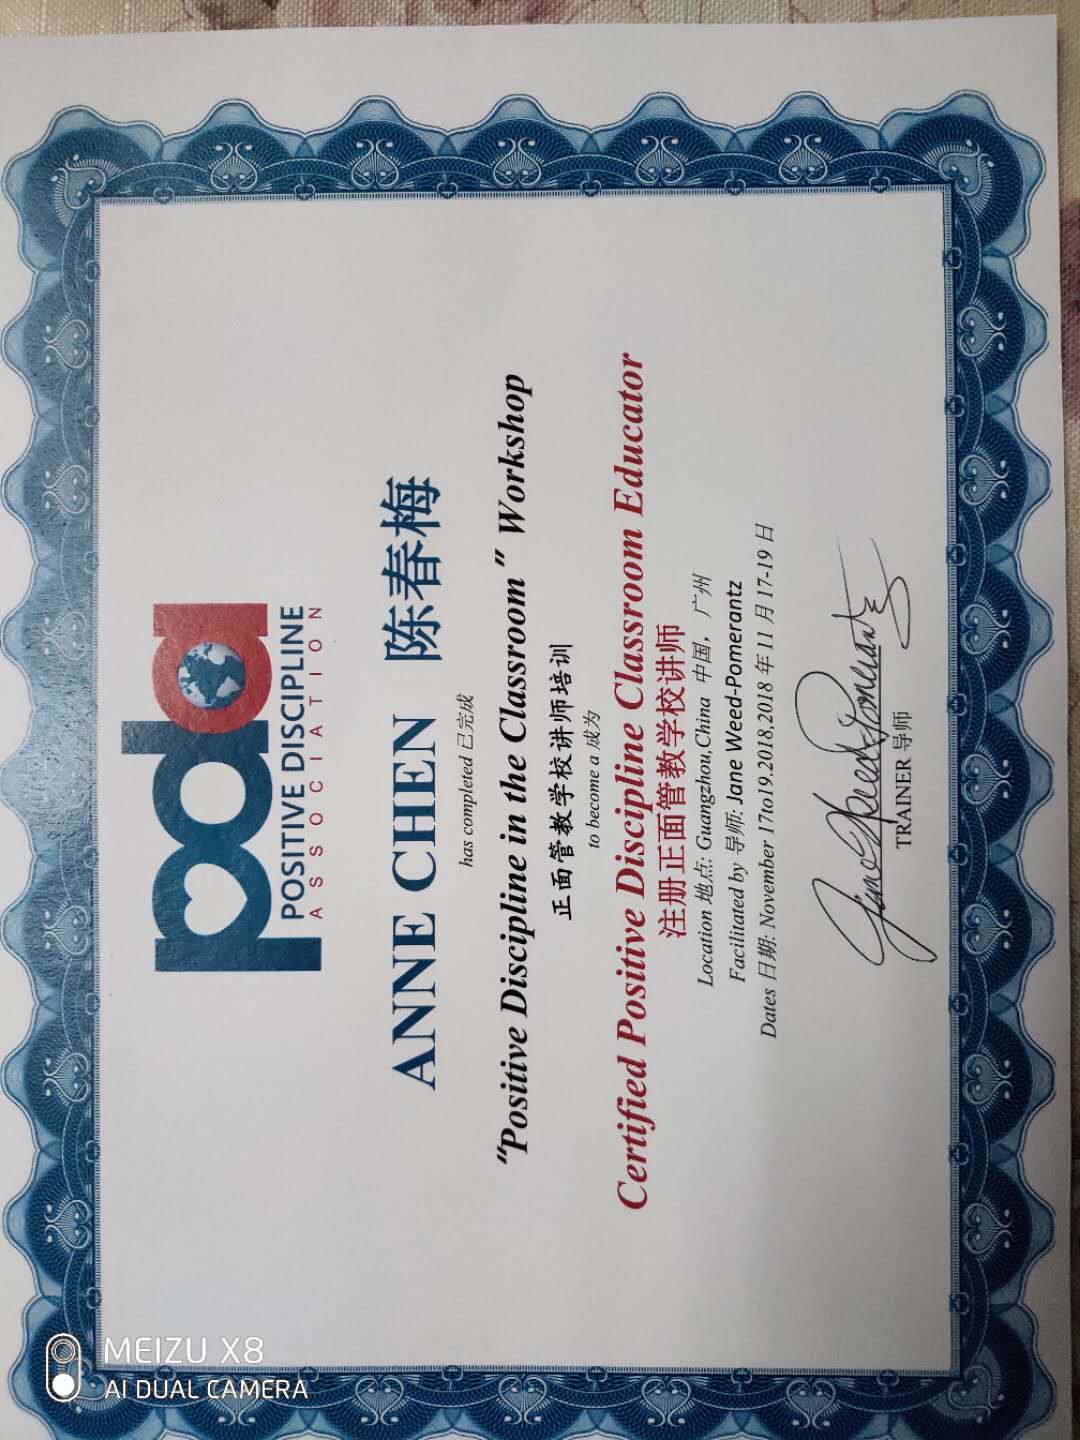 pda
POSITIVE DISCIPLINE
ASSOCIATION
ANNE CHEN 陈春梅
has completed 已完成
"Positive Discipline in the Classroom" Workshop
正面管教学校讲师培训
to become a 成为
Certified Positive Discipline Classroom Educator
注册正面管教学校讲师
Location 地点: Guangzhou,China 中国，广州
Facilitated by 导师: Jane Weed-Pomerantz
Dates 日期: November 17to19.2018,2018 年 11 月 17-19 日
Jane Weed-Pomerantz
TRAINER 导师
MEIZU X8
AI DUAL CAMERA